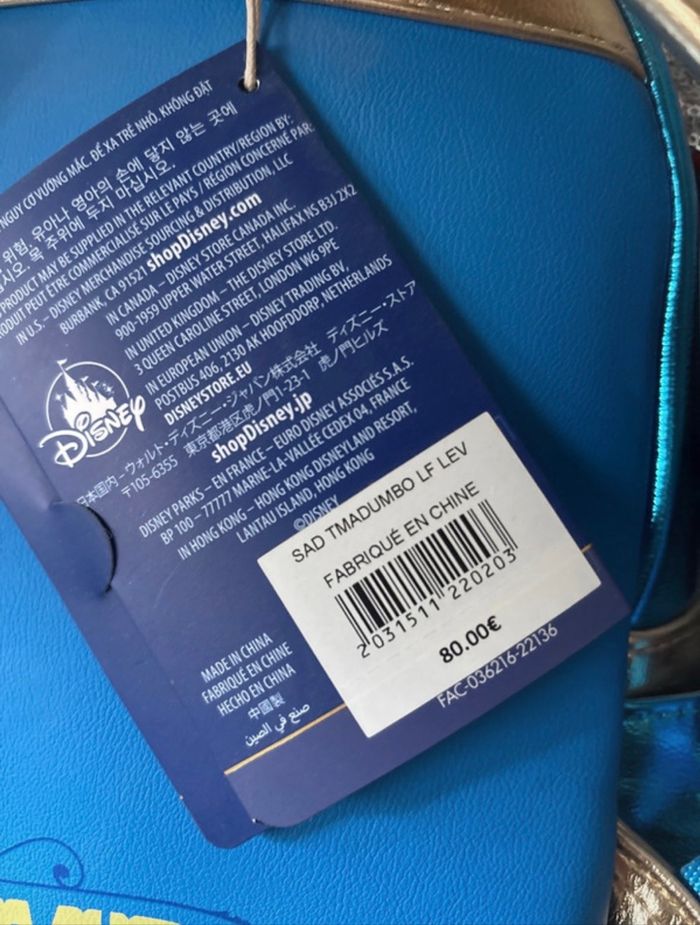 NGUY CƠ VƯỚNG MẮC. ĐỂ XA TRẺ NHỎ. KHÔNG ĐẶT
위험, 유아나 영아의 손에 닿지 않는 곳에
시오. 목 주위에 두지 마십시오.
PRODUCT MAY BE SUPPLIED IN THE RELEVANT COUNTRY/REGION BY:
PRODUIT PEUT ÊTRE COMMERCIALISÉ SUR LE PAYS / RÉGION CONCERNÉ PAR:
IN U.S. – DISNEY MERCHANDISE SOURCING & DISTRIBUTION, LLC
BURBANK, CA 91521 shopDisney.com
IN CANADA – DISNEY STORE CANADA INC.
900-1959 UPPER WATER STREET, HALIFAX NS B3J 2X2
IN UNITED KINGDOM – THE DISNEY STORE LTD.
3 QUEEN CAROLINE STREET, LONDON W6 9PE
IN EUROPEAN UNION – DISNEY TRADING BV,
POSTBUS 406, 2130 AK HOOFDDORP, NETHERLANDS
DISNEYSTORE.EU
日本国内 – ウォルト・ディズニー・ジャパン株式会社 ディズニー・ストア
〒105-6355 東京都港区虎ノ門1-23-1 虎ノ門ヒルズ
shopDisney.jp
DISNEY PARKS – EN FRANCE – EURO DISNEY ASSOCIÉS S.A.S.
BP 100 – 77777 MARNE-LA-VALLÉE CEDEX 04, FRANCE
IN HONG KONG – HONG KONG DISNEYLAND RESORT,
LANTAU ISLAND, HONG KONG
©DISNEY
DISNEY
SAD TMADUMBO LF LEV
FABRIQUÉ EN CHINE
2 031511 220203
80.00€
FAC-036216-22136
MADE IN CHINA
FABRIQUÉ EN CHINE
HECHO EN CHINA
中國製
صنع في الصين